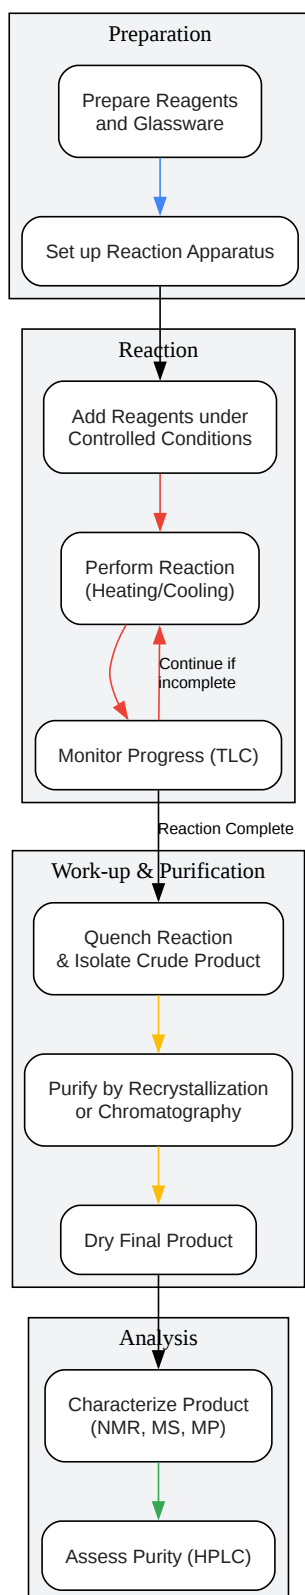 Preparation
Prepare Reagents
and Glassware
Set up Reaction Apparatus
Reaction
Add Reagents under
Controlled Conditions
Perform Reaction
(Heating/Cooling)
Continue if
incomplete
Monitor Progress (TLC)
Reaction Complete
Work-up & Purification
Quench Reaction
& Isolate Crude Product
Purify by Recrystallization
or Chromatography
Dry Final Product
Analysis
Characterize Product
(NMR, MS, MP)
Assess Purity (HPLC)